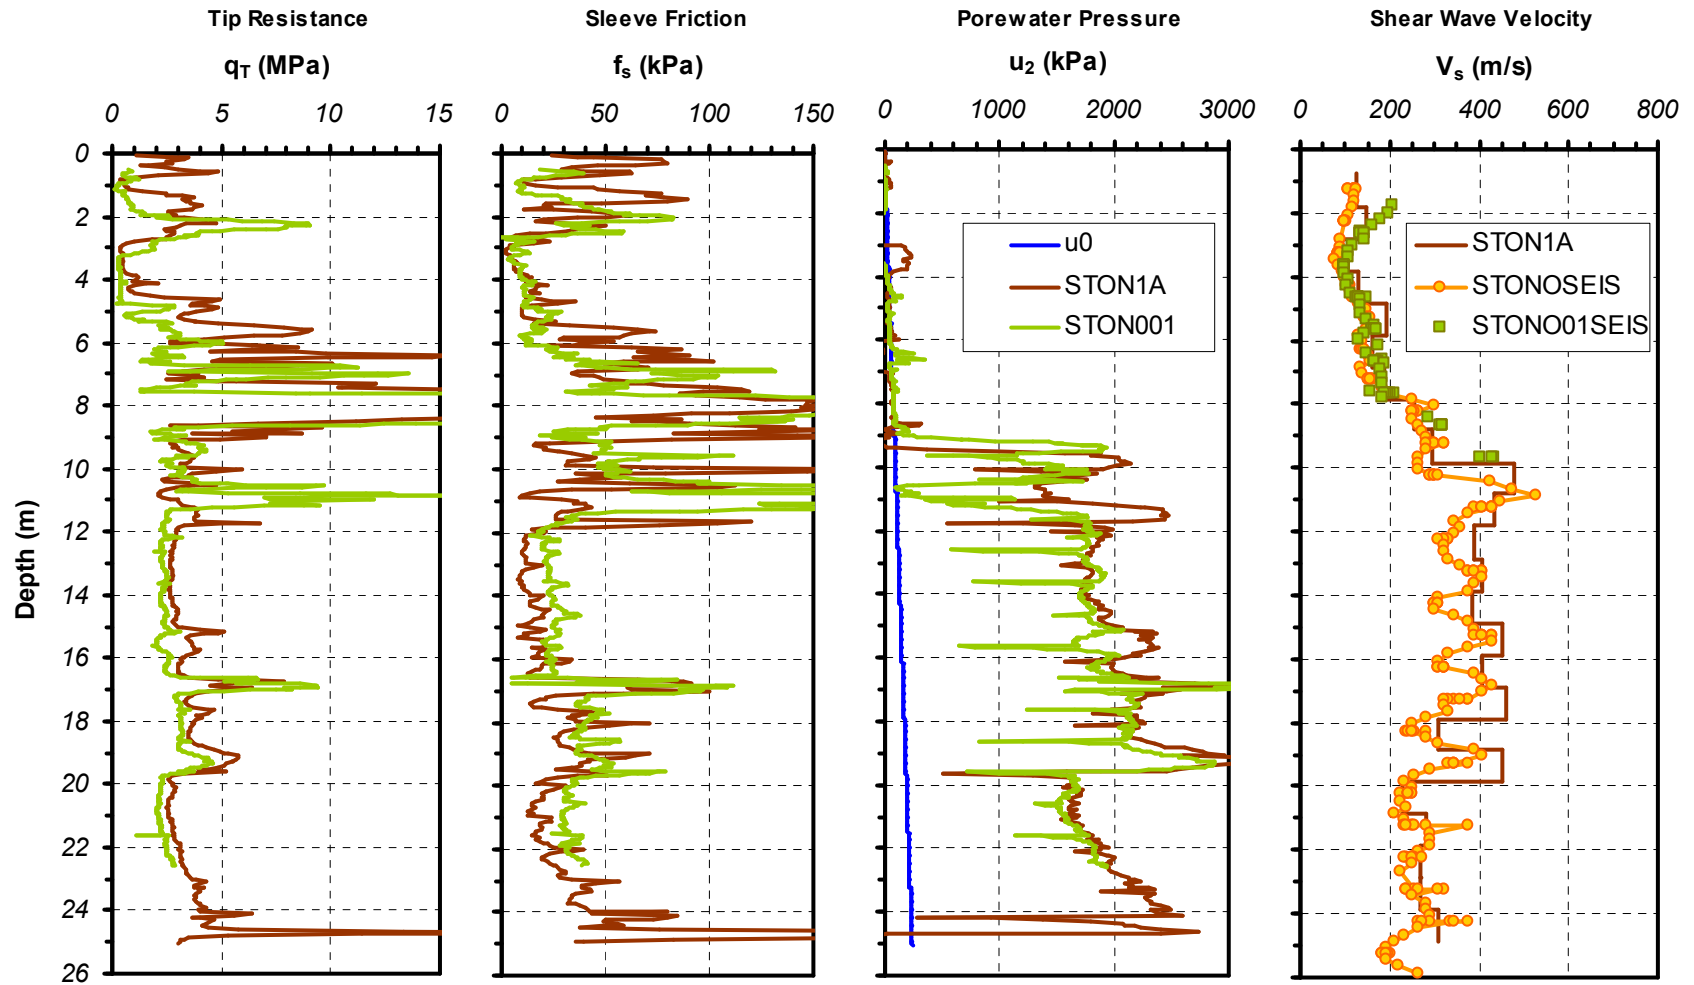 Tip Resistance Sleeve Friction Porewater Pressure Shear Wave Velocity
qT (MPa) fs (kPa) u2 (kPa) Vs (m/s)
0 5 10 15 0 50 100 150 0 1000 2000 3000 0 200 400 600 800
0
2
4
6
8
10
12
14
16
18
20
22
24
26
Depth (m)
u0
STON1A
STON001
STON1A
STONOSEIS
STONO01SEIS